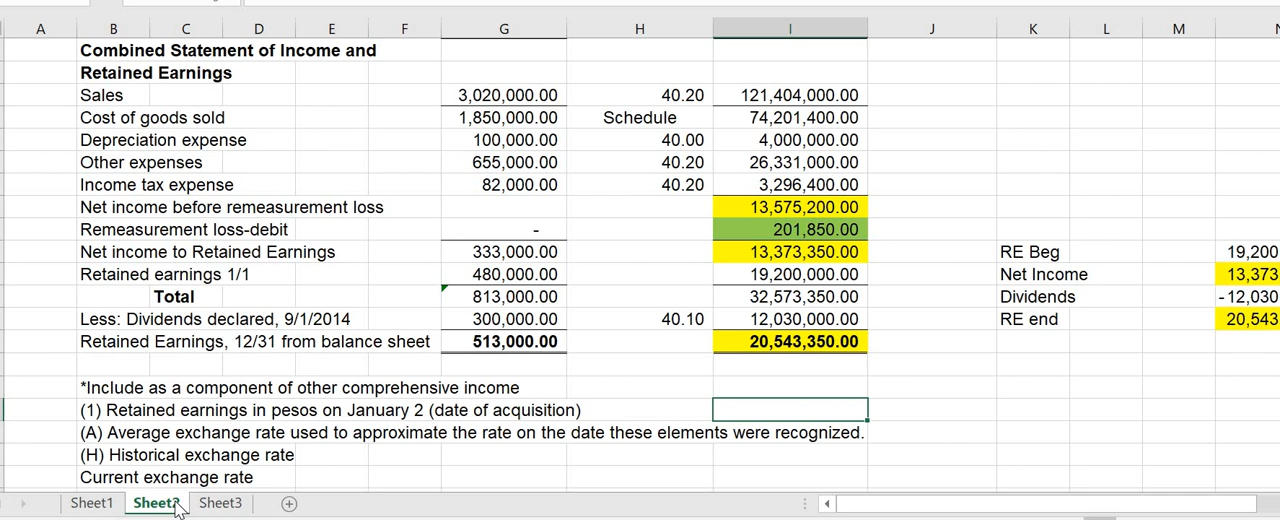 A B C D E F G H I J K L M
Combined Statement of Income and
Retained Earnings
Sales 3,020,000.00 40.20 121,404,000.00
Cost of goods sold 1,850,000.00 Schedule 74,201,400.00
Depreciation expense 100,000.00 40.00 4,000,000.00
Other expenses 655,000.00 40.20 26,331,000.00
Income tax expense 82,000.00 40.20 3,296,400.00
Net income before remeasurement loss 13,575,200.00
Remeasurement loss-debit - 201,850.00
Net income to Retained Earnings 333,000.00 13,373,350.00 RE Beg 19,200
Retained earnings 1/1 480,000.00 19,200,000.00 Net Income 13,373
Total 813,000.00 32,573,350.00 Dividends -12,030
Less: Dividends declared, 9/1/2014 300,000.00 40.10 12,030,000.00 RE end 20,543
Retained Earnings, 12/31 from balance sheet 513,000.00 20,543,350.00
*Include as a component of other comprehensive income
(1) Retained earnings in pesos on January 2 (date of acquisition)
(A) Average exchange rate used to approximate the rate on the date these elements were recognized.
(H) Historical exchange rate
Current exchange rate
Sheet1 Sheet2 Sheet3